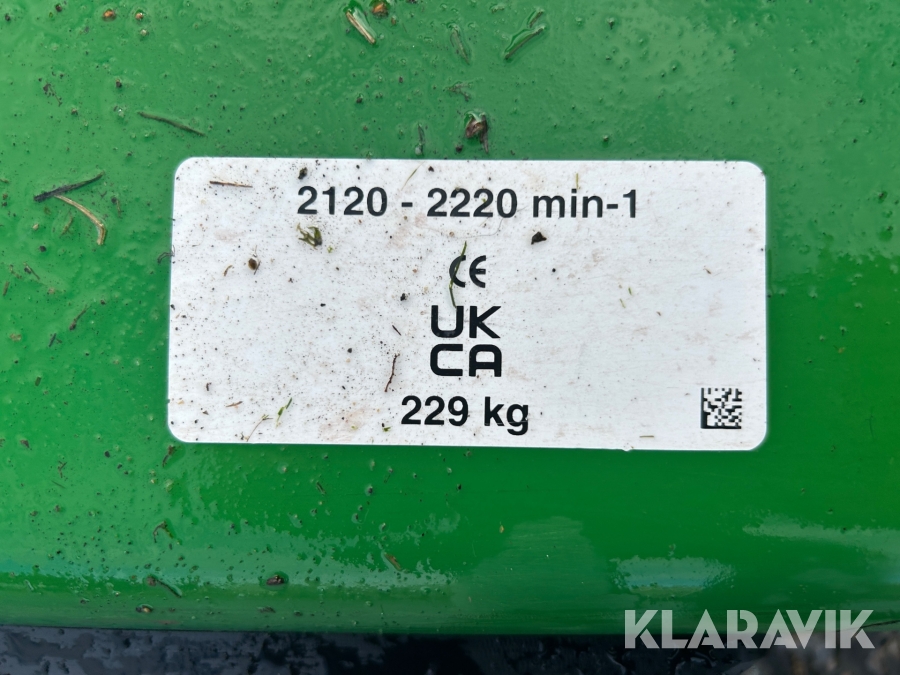 2120 - 2220 min-1
CE
UK
CA
229 kg
KLARAVIK